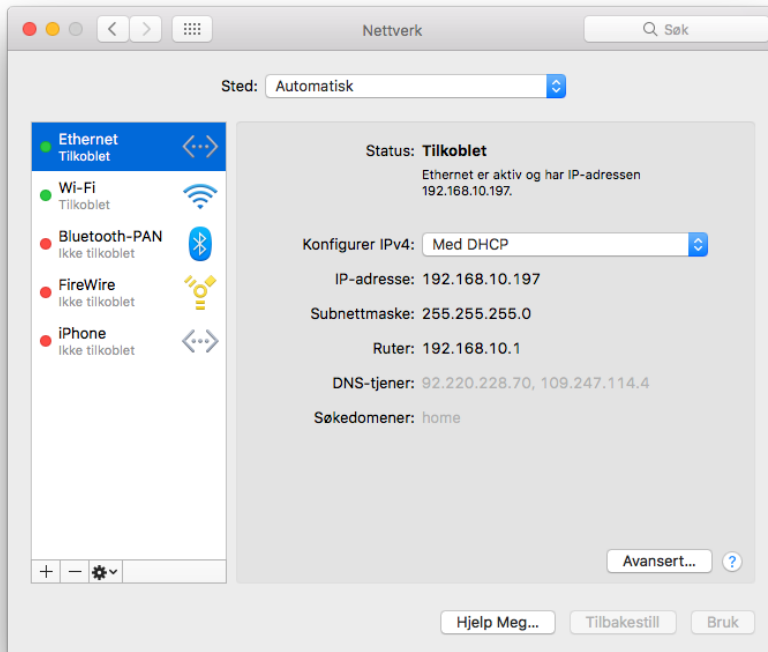 Nettverk
Søk
Sted: Automatisk
Ethernet
Tilkoblet
Wi-Fi
Tilkoblet
Bluetooth-PAN
Ikke tilkoblet
FireWire
Ikke tilkoblet
iPhone
Ikke tilkoblet
Status: Tilkoblet
Ethernet er aktiv og har IP-adressen
192.168.10.197.
Konfigurer IPv4: Med DHCP
IP-adresse: 192.168.10.197
Subnettmaske: 255.255.255.0
Ruter: 192.168.10.1
DNS-tjener: 92.220.228.70, 109.247.114.4
Søkedomener: home
Avansert... ?
Hjelp Meg... Tilbakestill Bruk